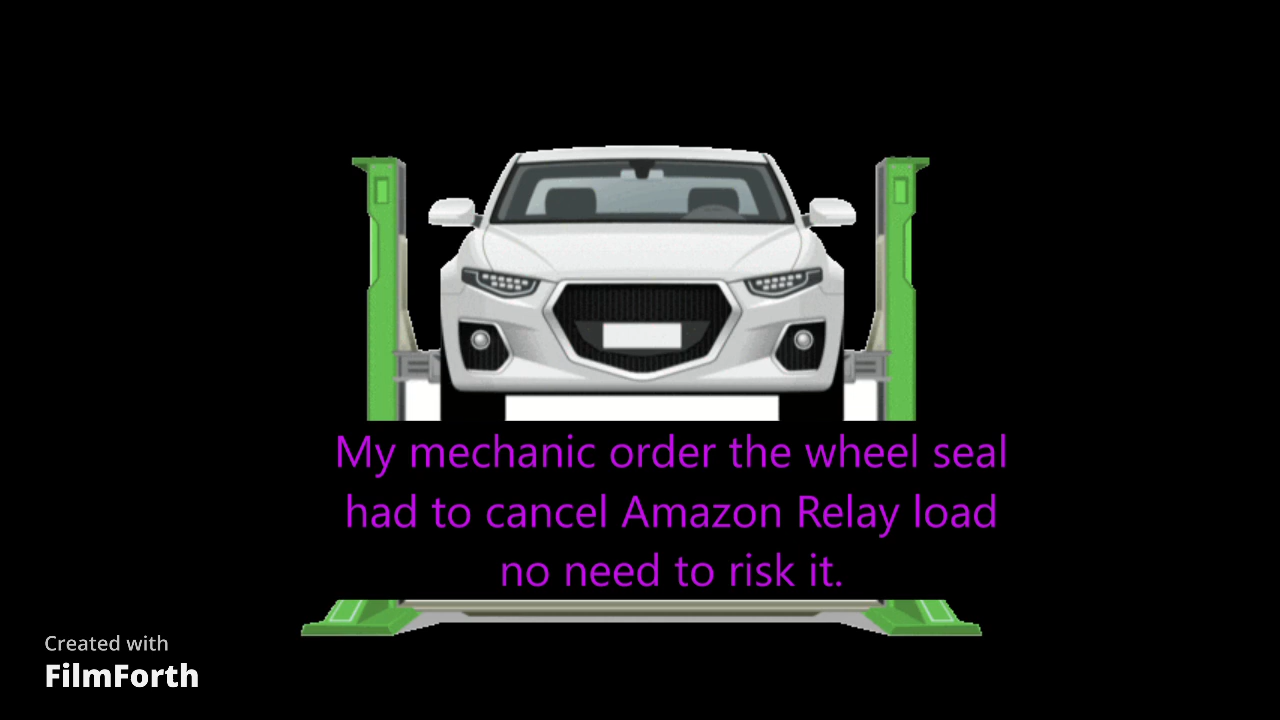 My mechanic order the wheel seal
had to cancel Amazon Relay load
no need to risk it.
Created with
FilmForth